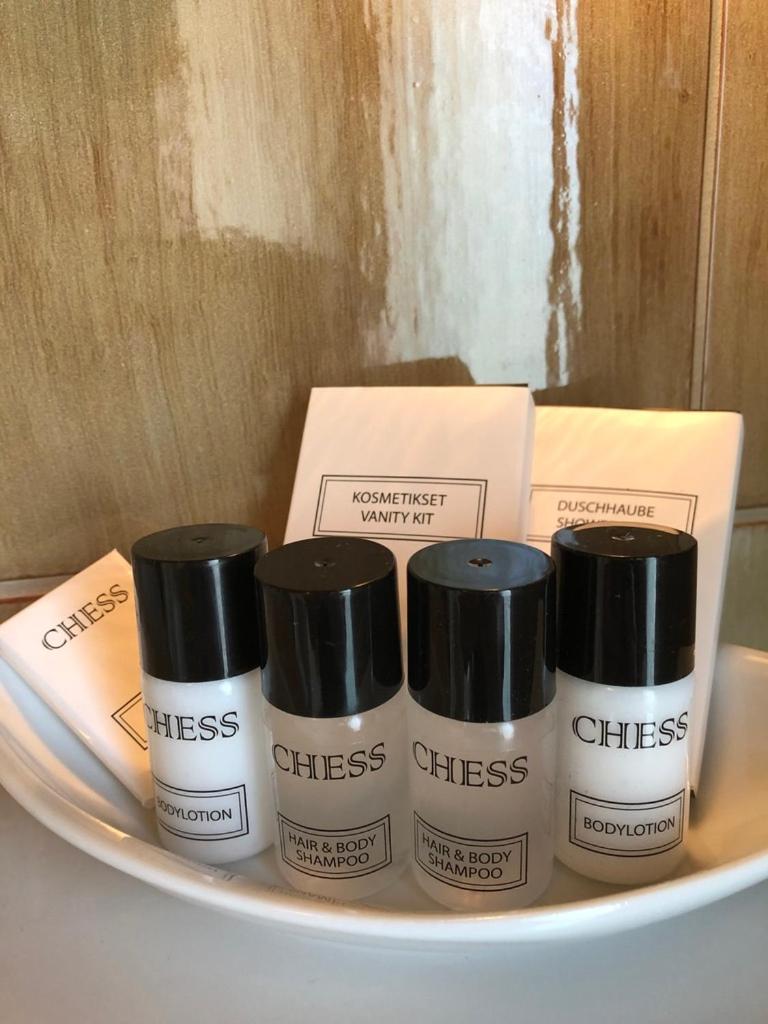 KOSMETIKSET
VANITY KIT
DUSCHHAUBE
CHESS
CHESS
BODYLOTION
CHESS
HAIR & BODY
SHAMPOO
CHESS
HAIR & BODY
SHAMPOO
CHESS
BODYLOTION